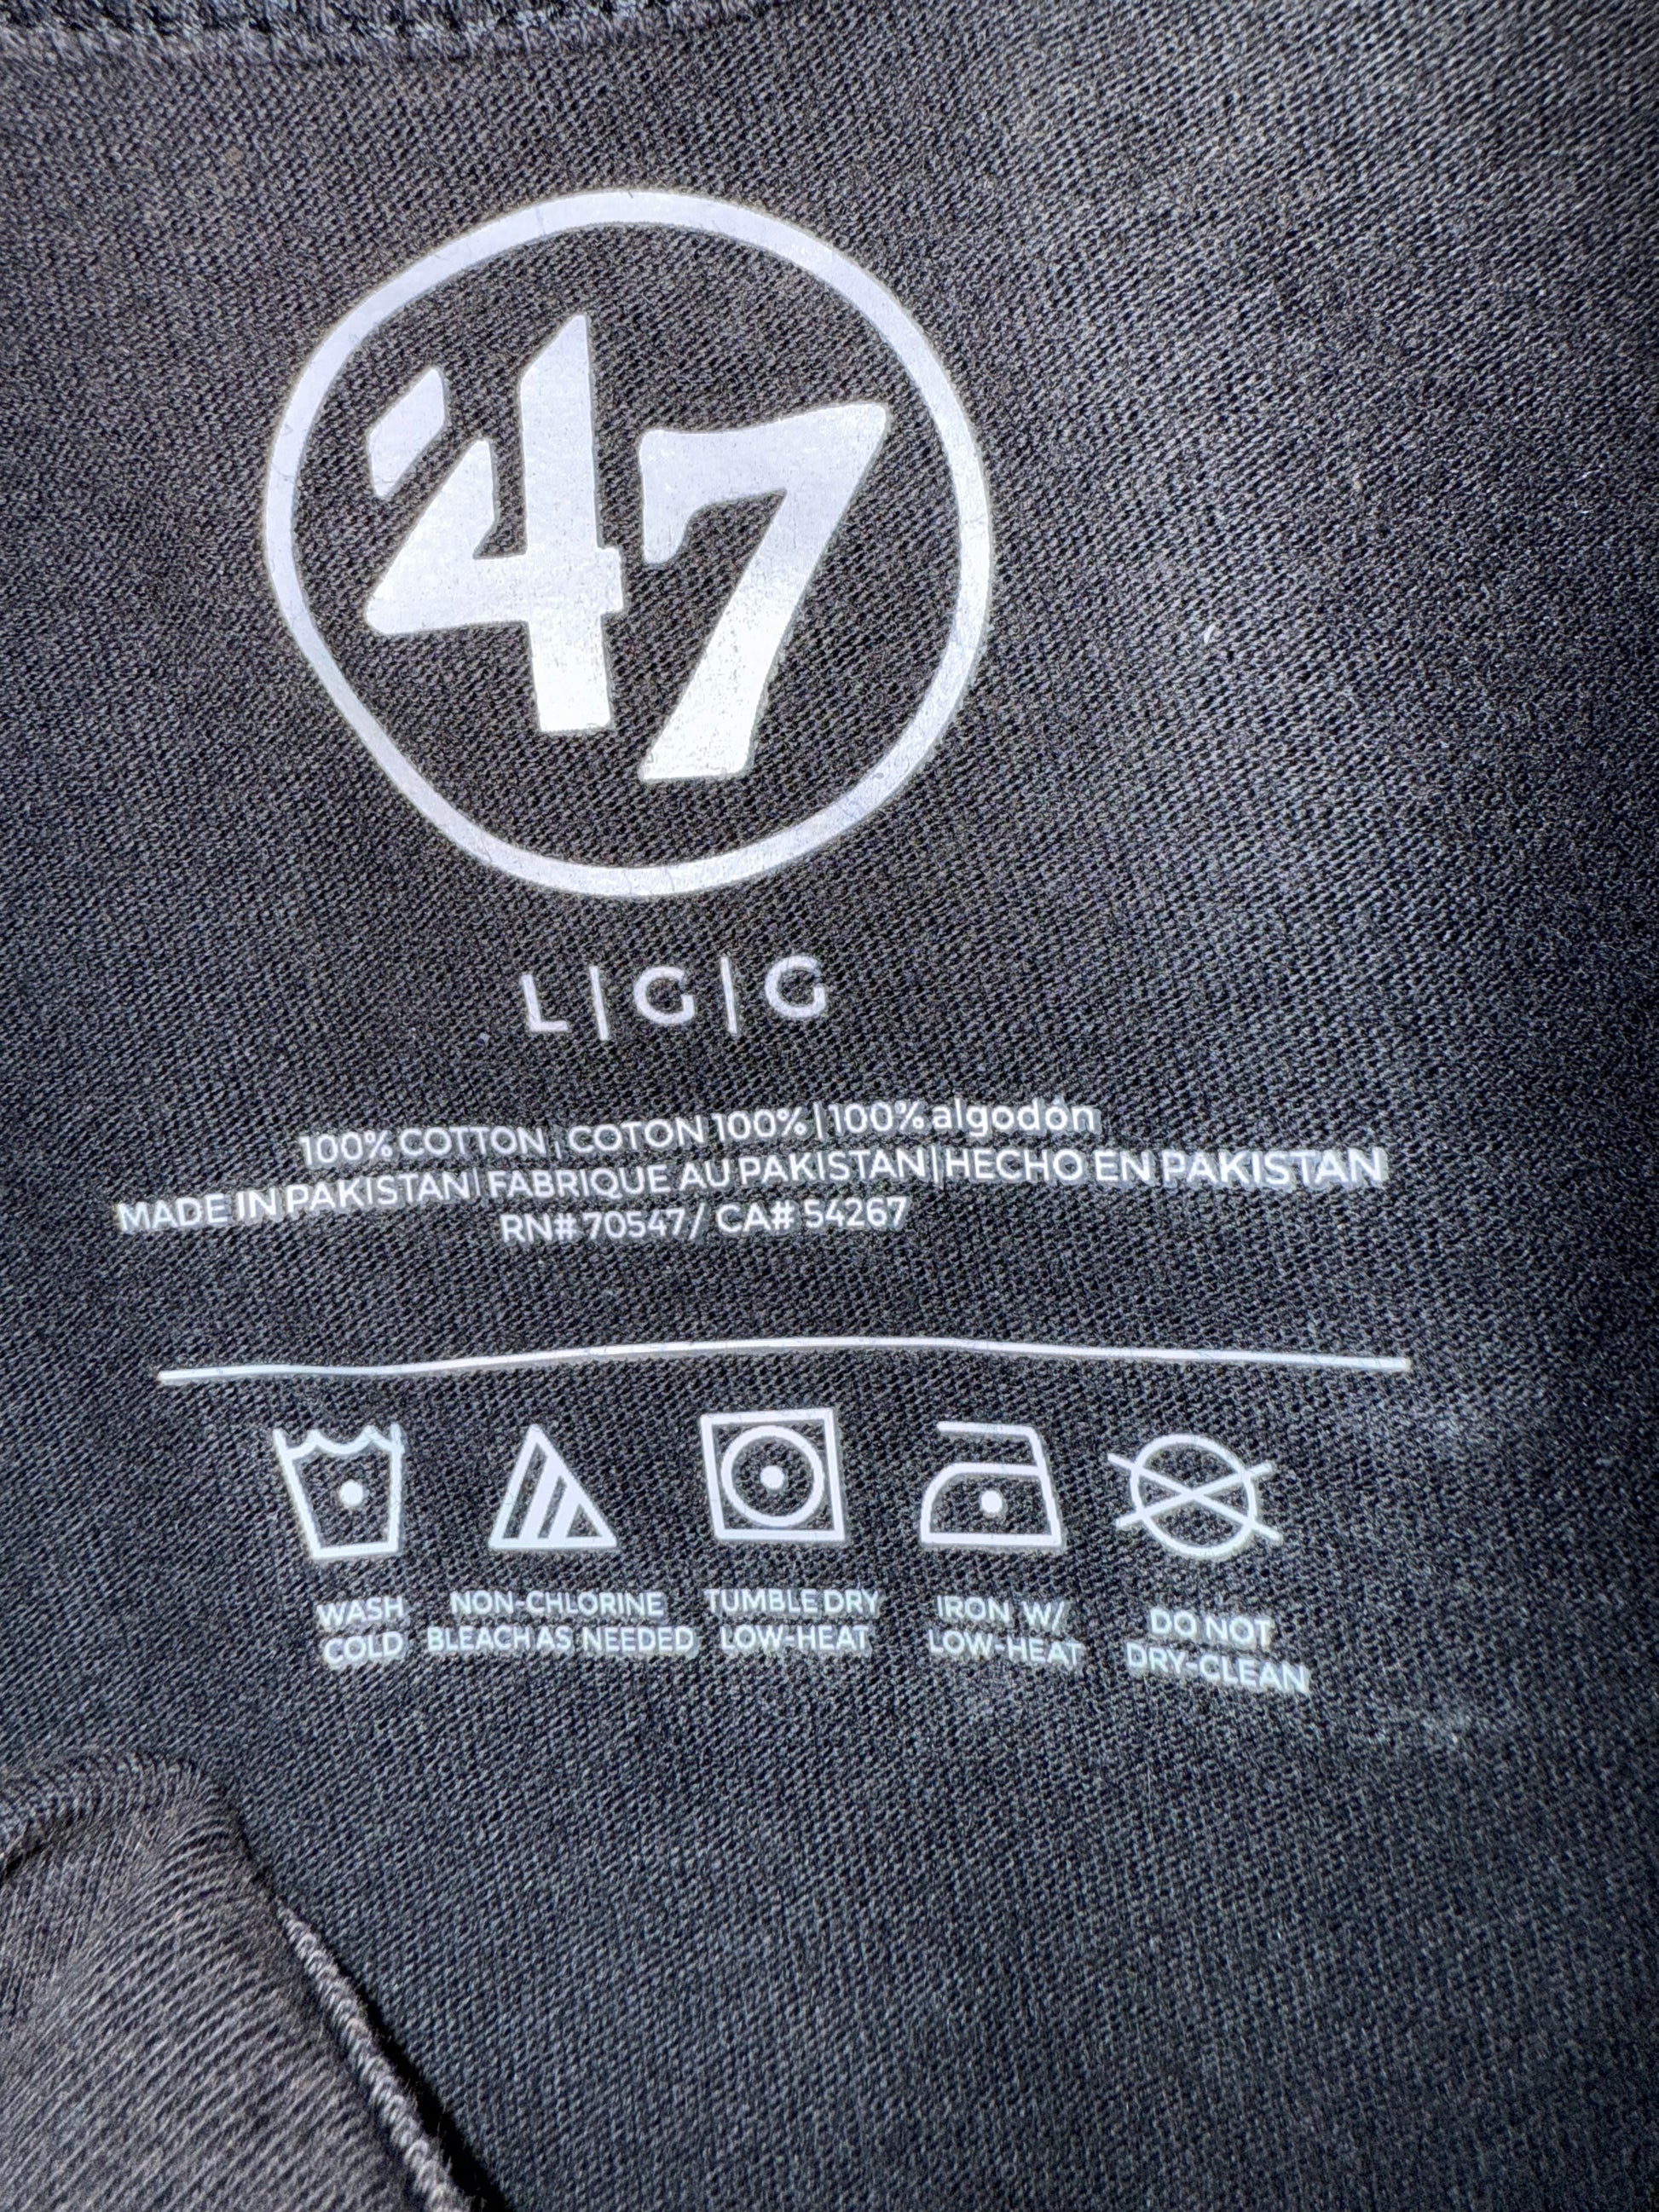 '47
L|G|G
100% COTTON | COTON 100% | 100% algodón
MADE IN PAKISTAN | FABRIQUE AU PAKISTAN | HECHO EN PAKISTAN
RN# 70547 / CA# 54267
WASH COLD
NON-CHLORINE BLEACH AS NEEDED
TUMBLE DRY LOW-HEAT
IRON W/ LOW-HEAT
DO NOT DRY-CLEAN